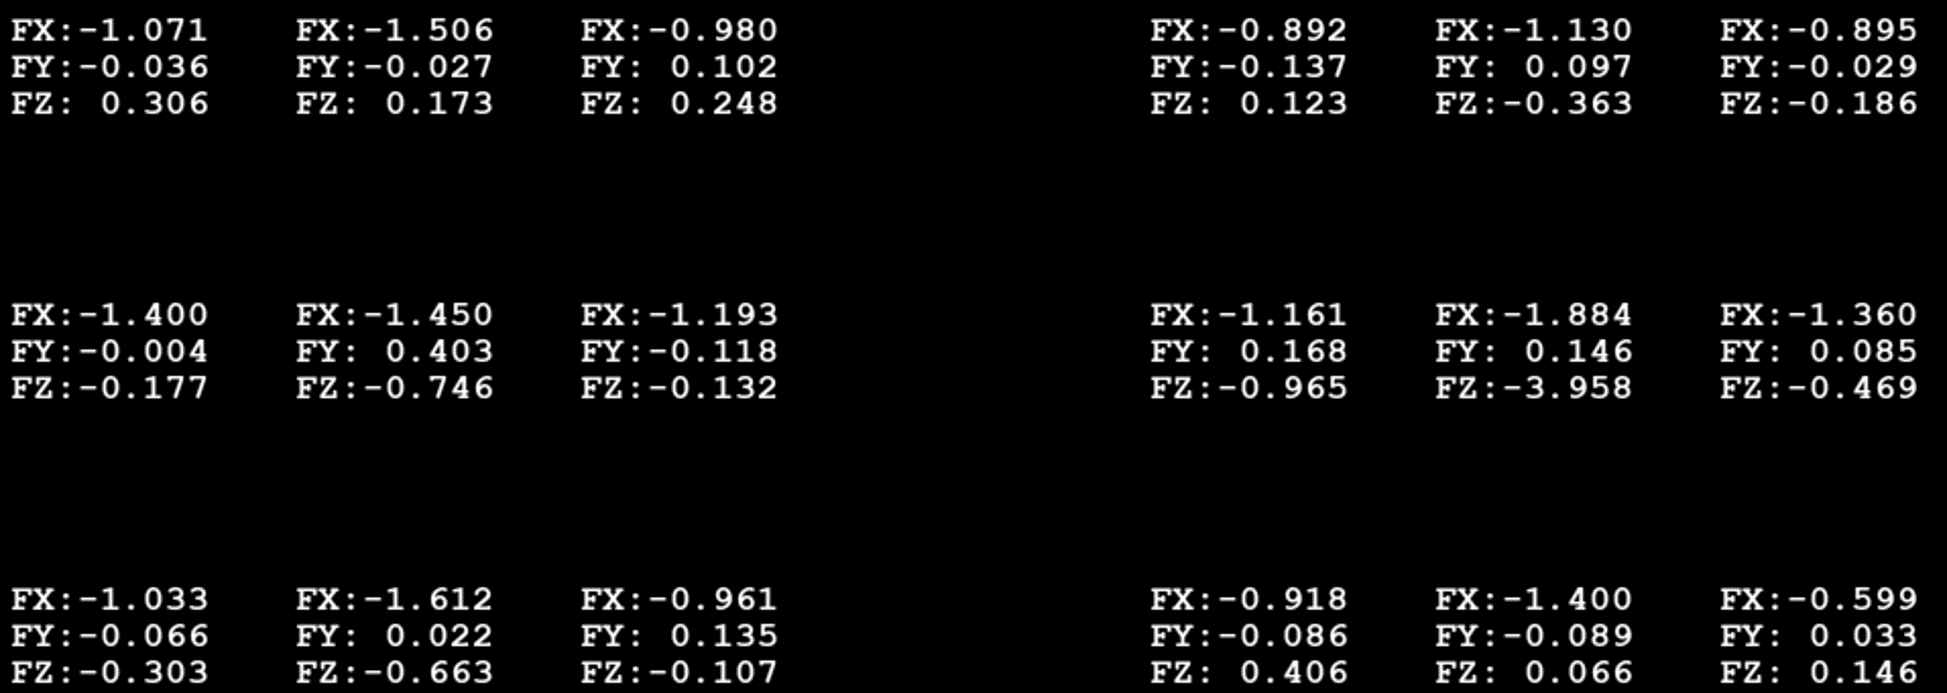 FX:-1.071 FX:-1.506 FX:-0.980 FX:-0.892 FX:-1.130 FX:-0.895
FY:-0.036 FY:-0.027 FY: 0.102 FY:-0.137 FY: 0.097 FY:-0.029
FZ: 0.306 FZ: 0.173 FZ: 0.248 FZ: 0.123 FZ:-0.363 FZ:-0.186
FX:-1.400 FX:-1.450 FX:-1.193 FX:-1.161 FX:-1.884 FX:-1.360
FY:-0.004 FY: 0.403 FY:-0.118 FY: 0.168 FY: 0.146 FY: 0.085
FZ:-0.177 FZ:-0.746 FZ:-0.132 FZ:-0.965 FZ:-3.958 FZ:-0.469
FX:-1.033 FX:-1.612 FX:-0.961 FX:-0.918 FX:-1.400 FX:-0.599
FY:-0.066 FY: 0.022 FY: 0.135 FY:-0.086 FY:-0.089 FY: 0.033
FZ:-0.303 FZ:-0.663 FZ:-0.107 FZ: 0.406 FZ: 0.066 FZ: 0.146